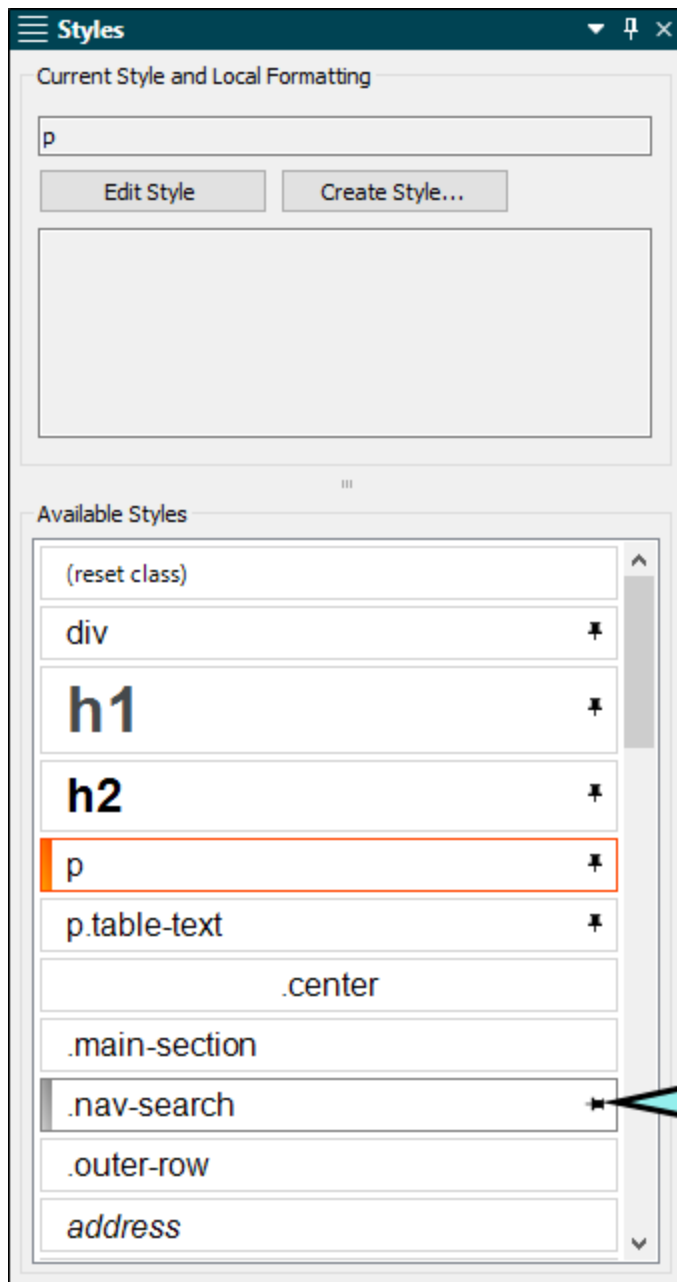 Styles
Current Style and Local Formatting
p
Edit Style Create Style...
Available Styles
(reset class)
div
h1
h2
p
p.table-text
.center
.main-section
.nav-search
.outer-row
address